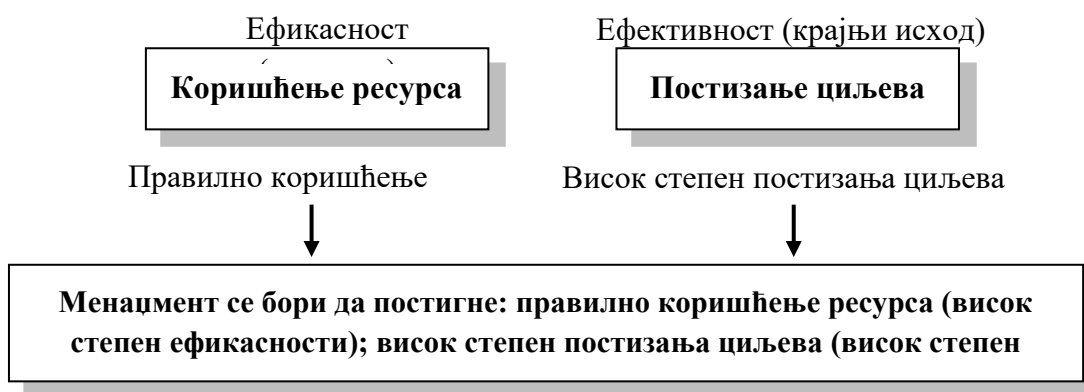 Ефикасност
Ефективност (крајњи исход)
Коришћење ресурса
Постизање циљева
Правилно коришћење
Висок степен постизања циљева
Менаџмент се бори да постигне: правилно коришћење ресурса (висок
степен ефикасности); висок степен постизања циљева (висок степен